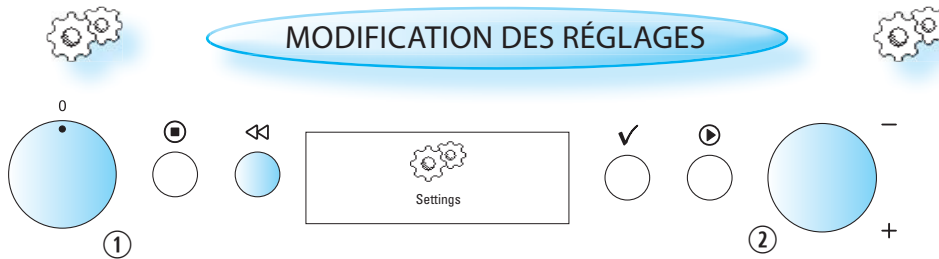 MODIFICATION DES RÉGLAGES
0
−
Settings
+
① ②